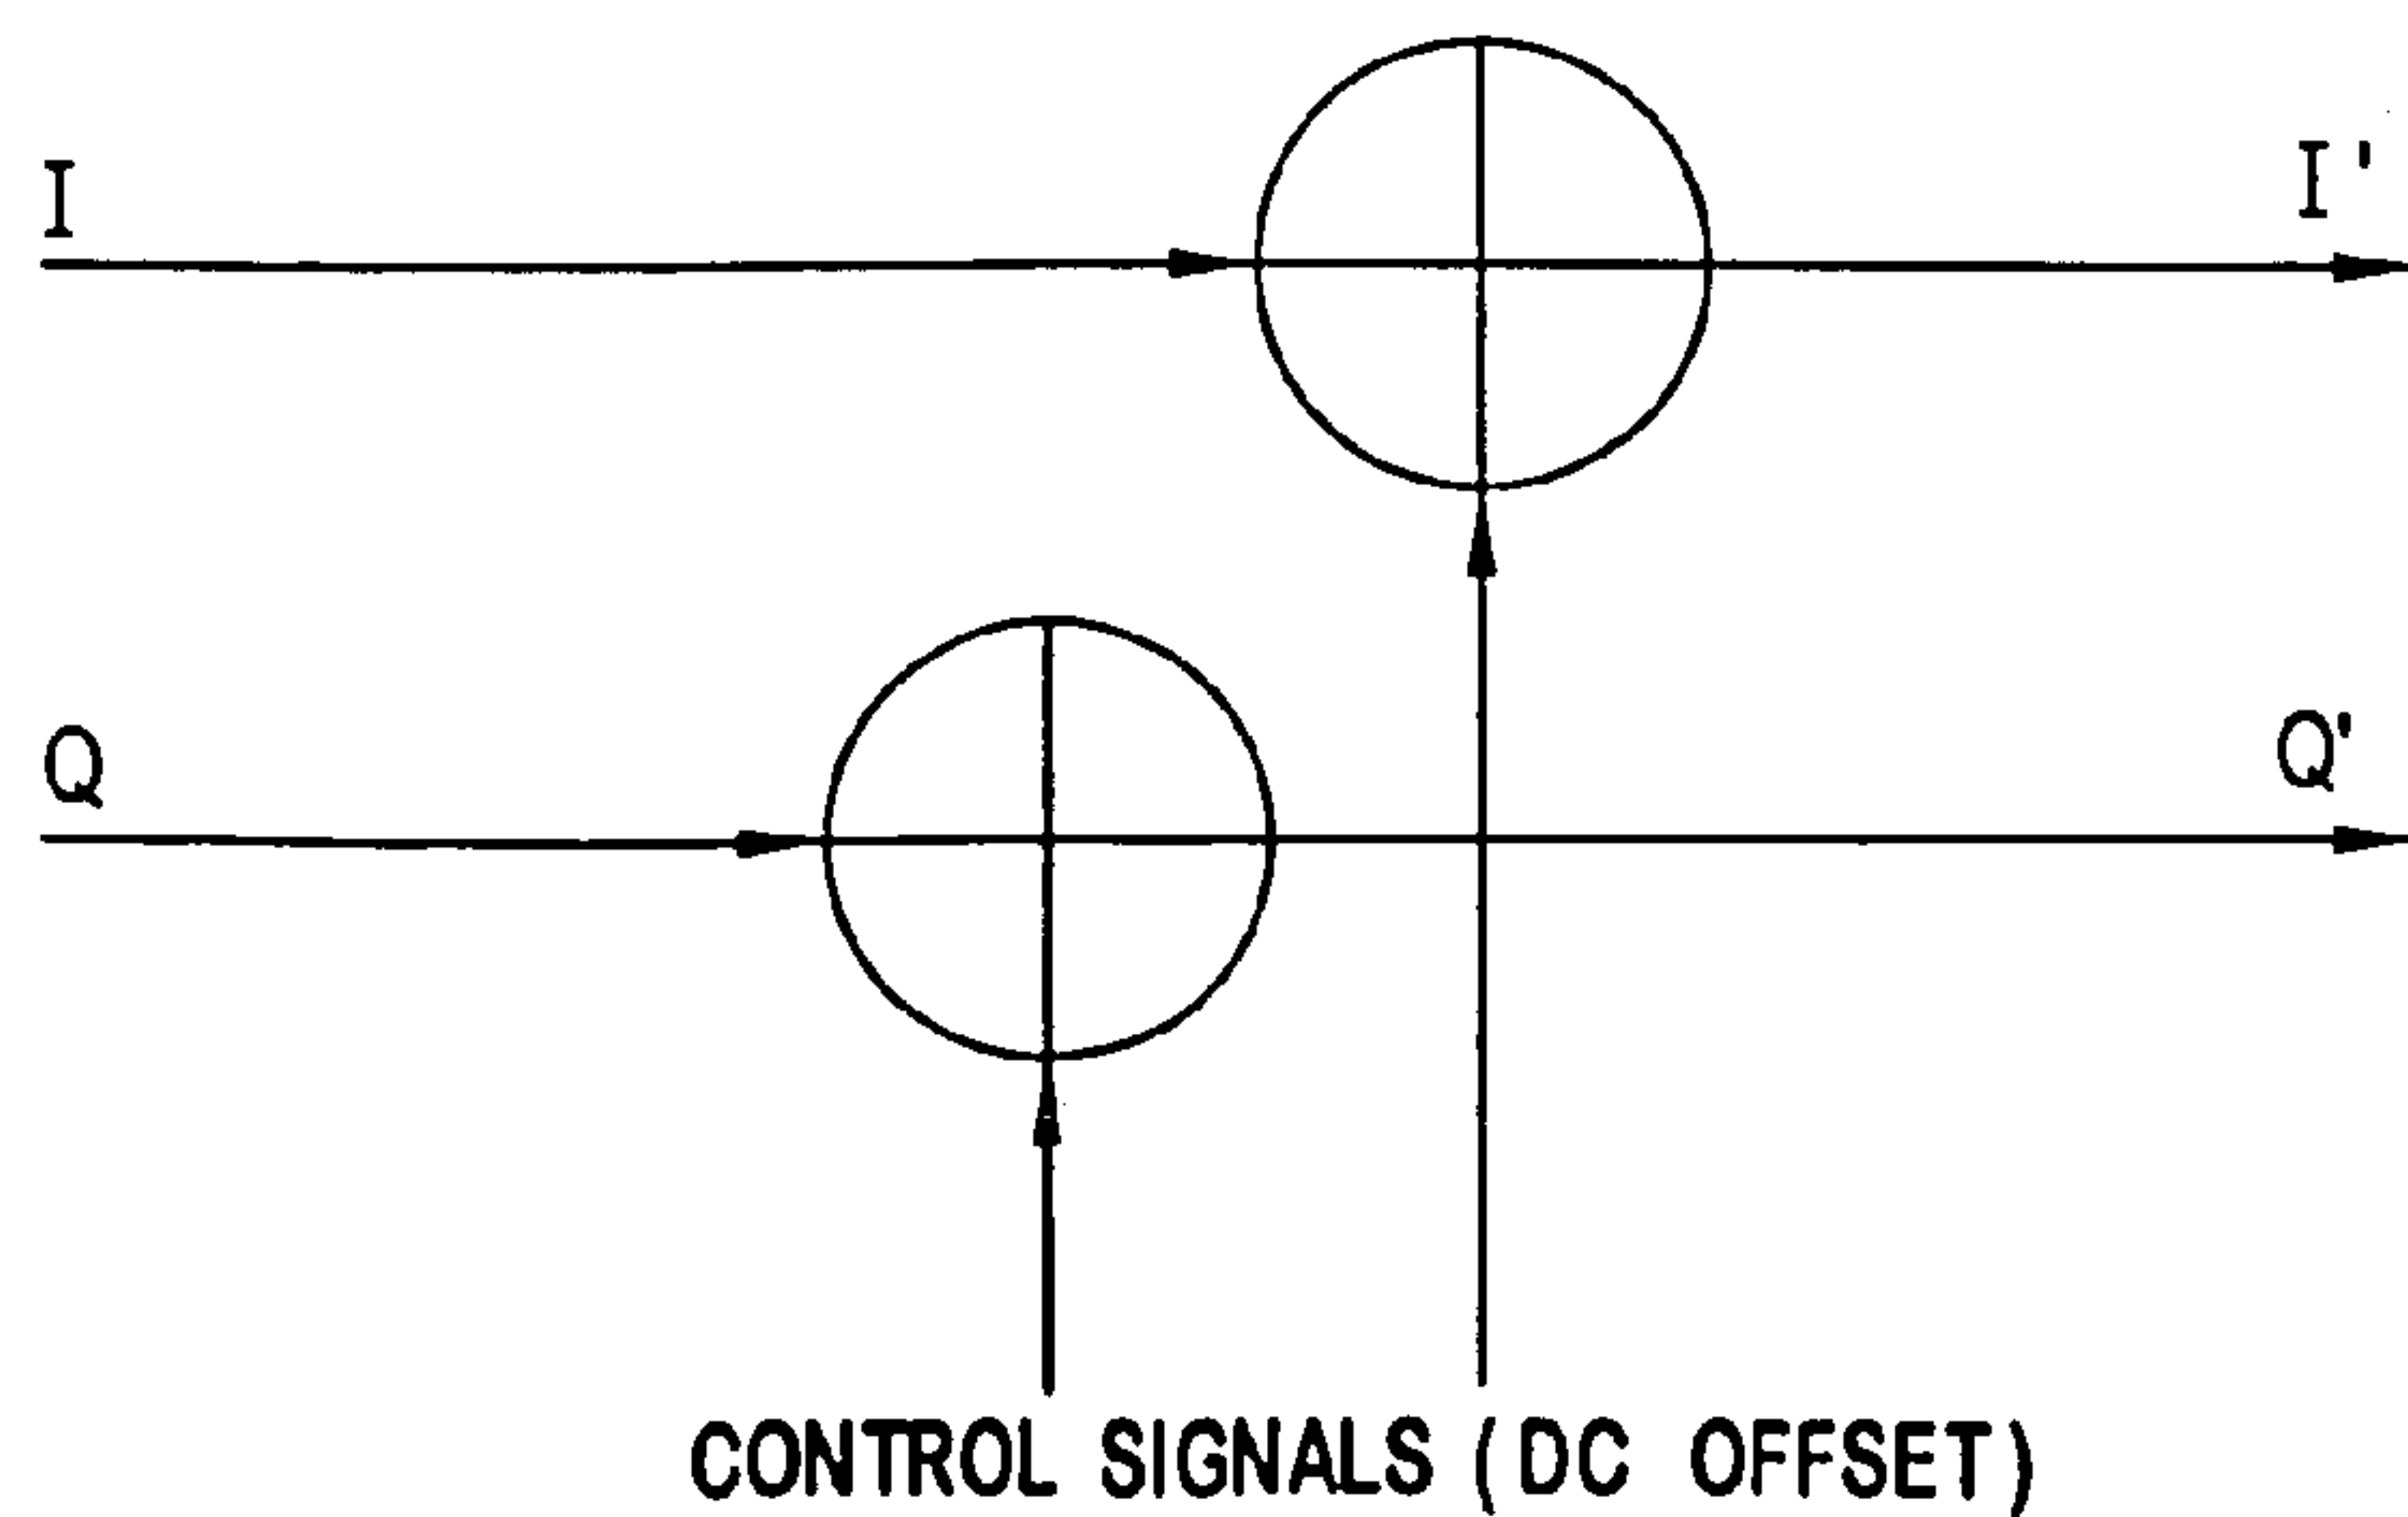 I
I'
Q
Q'
CONTROL SIGNALS (DC OFFSET)